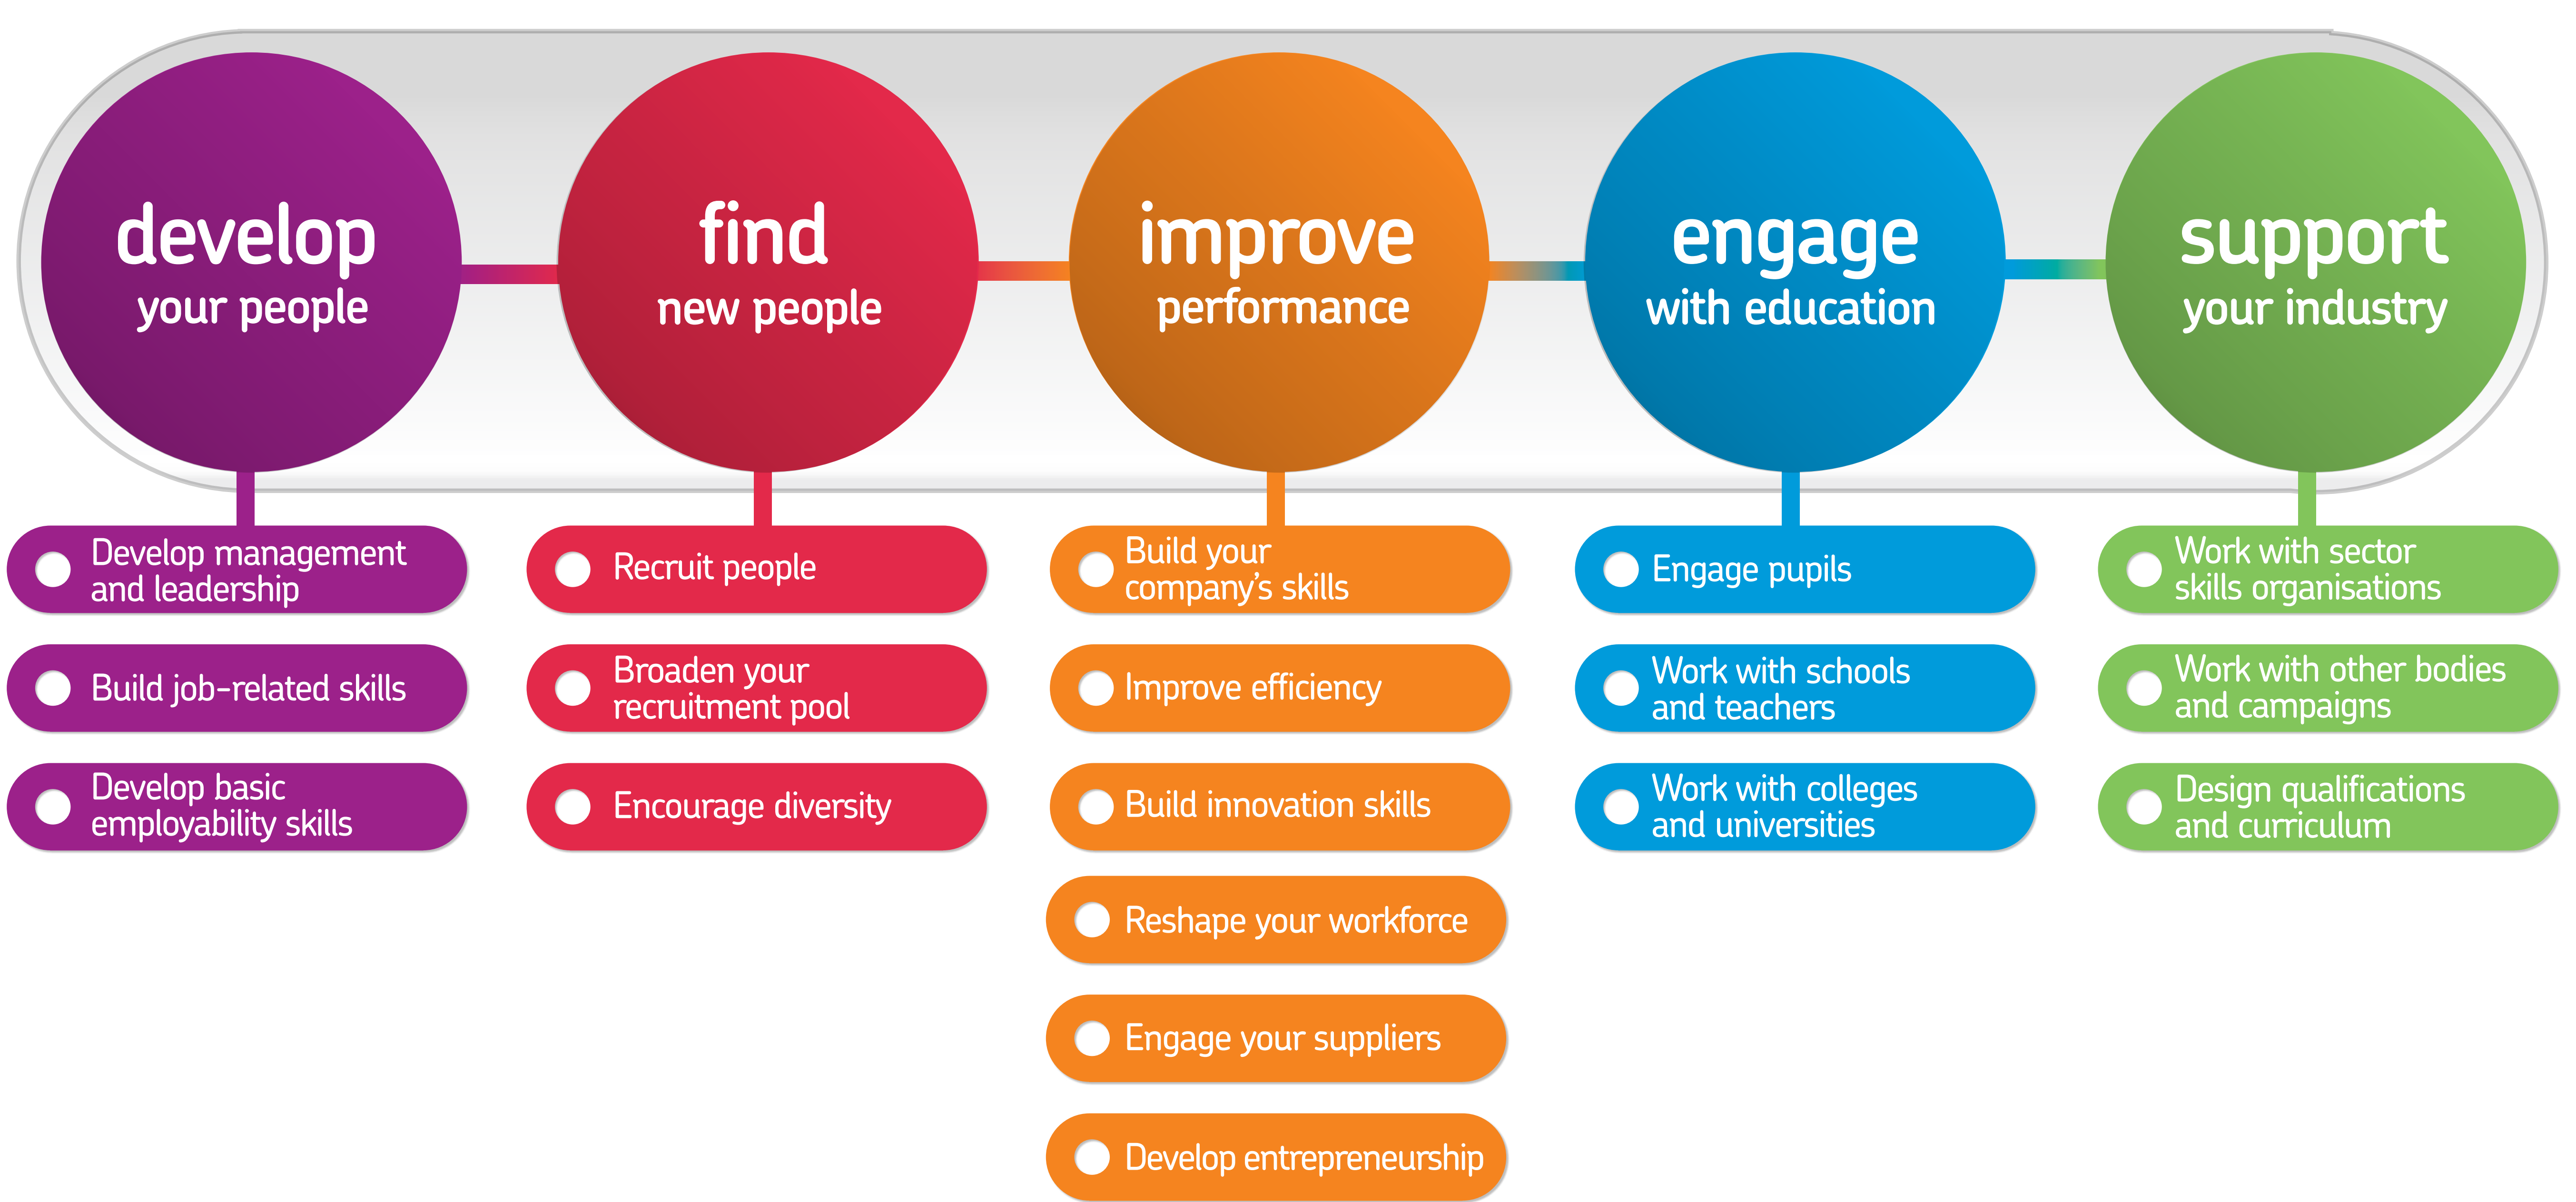 develop
your people
find
new people
improve
performance
engage
with education
support
your industry
Develop management
and leadership
Build job-related skills
Develop basic
employability skills
Recruit people
Broaden your
recruitment pool
Encourage diversity
Build your
company's skills
Improve efficiency
Build innovation skills
Reshape your workforce
Engage your suppliers
Develop entrepreneurship
Engage pupils
Work with schools
and teachers
Work with colleges
and universities
Work with sector
skills organisations
Work with other bodies
and campaigns
Design qualifications
and curriculum